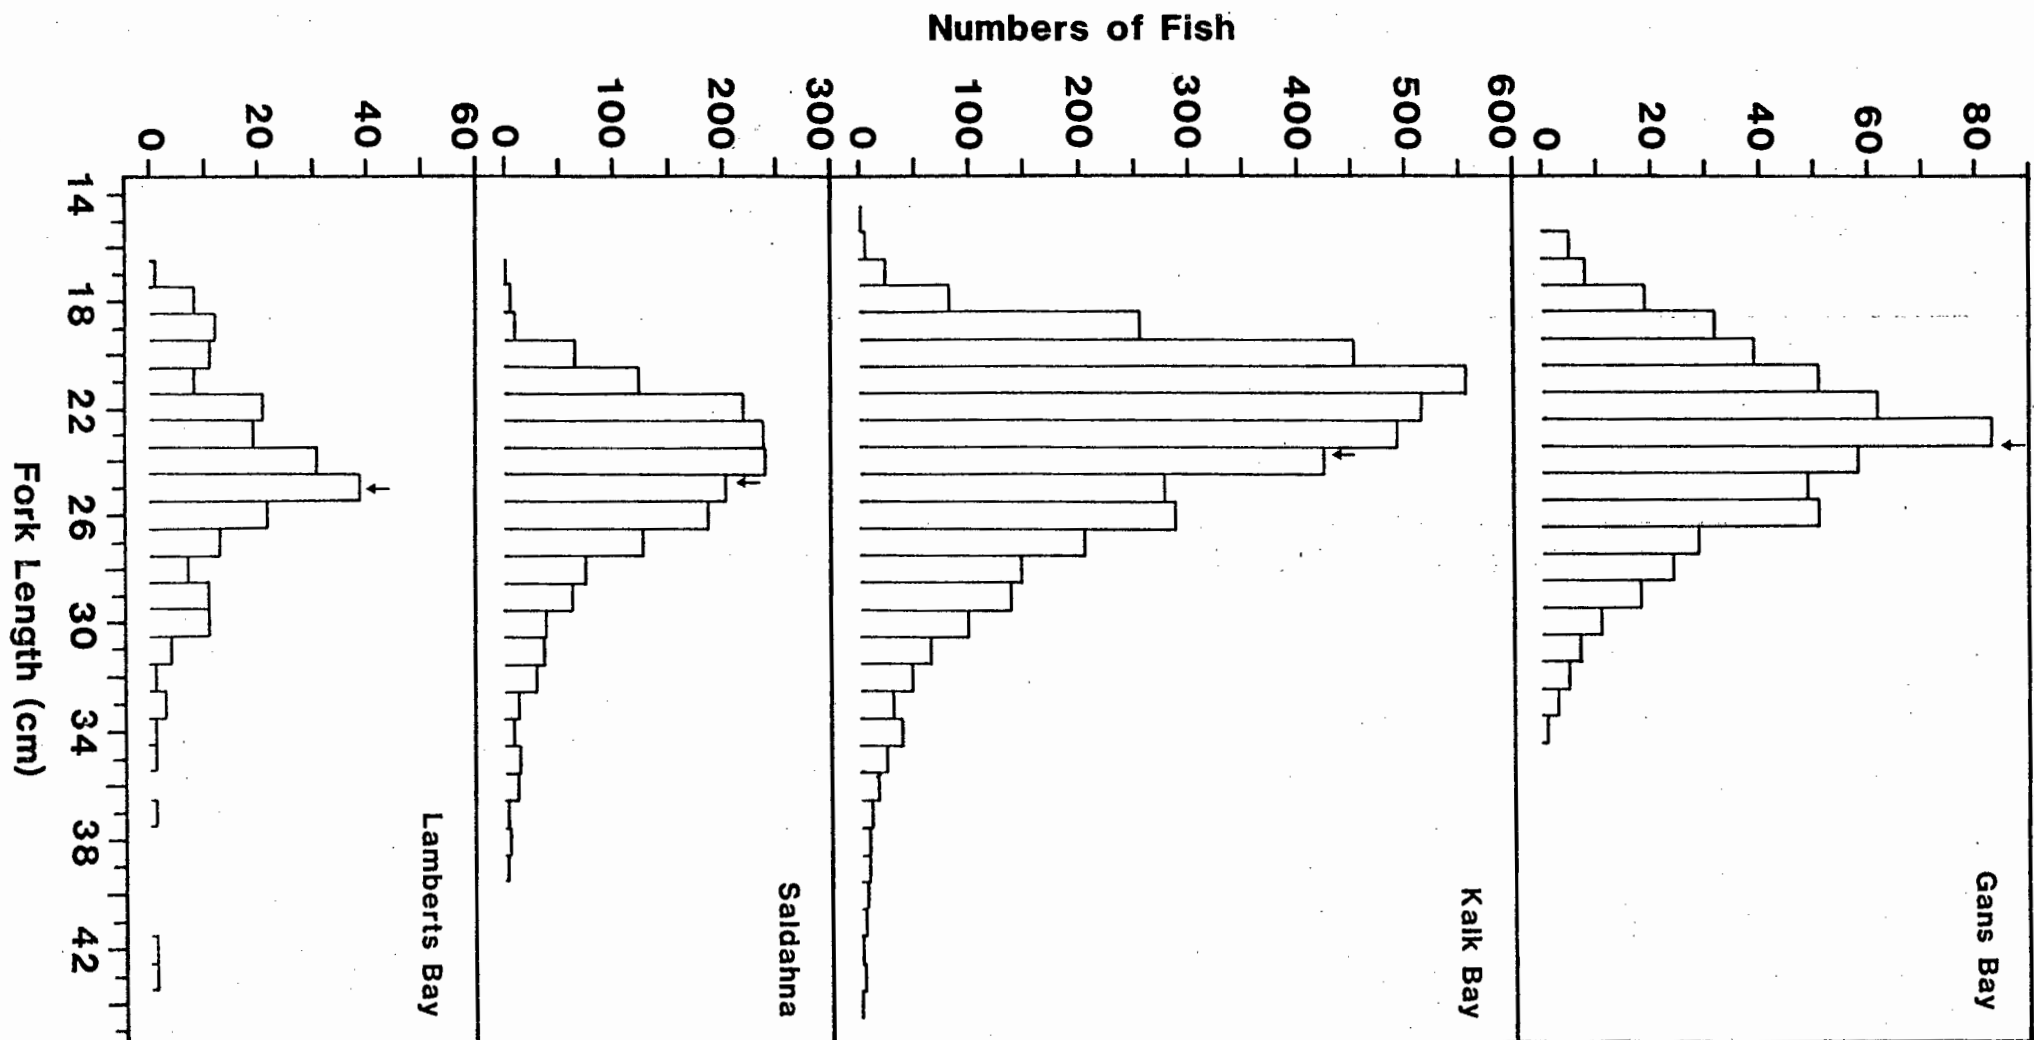 Numbers of Fish
0 20 40 60 80
Gans Bay
0 100 200 300 400 500 600
Kalk Bay
0 100 200 300
Saldahna
0 20 40 60
Lamberts Bay
14 18 22 26 30 34 38 42
Fork Length (cm)